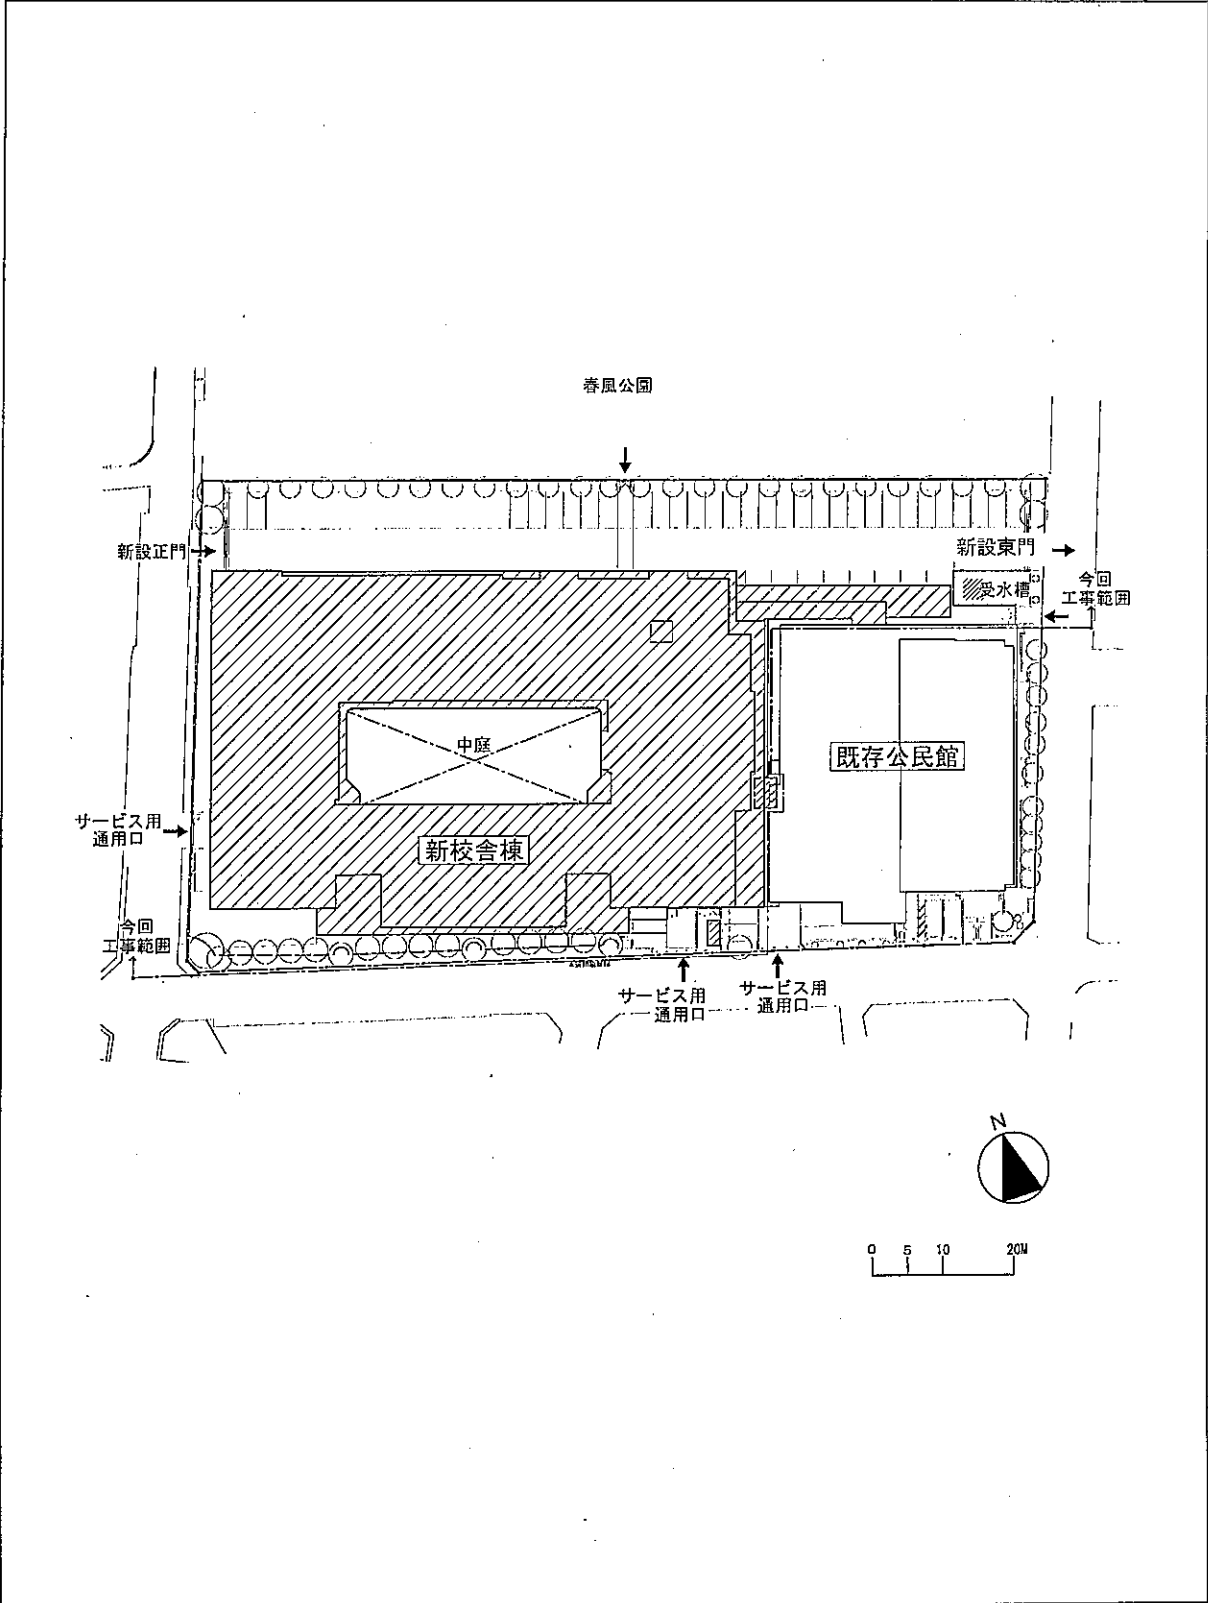 春風公園
新設正門
新設東門
受水槽
今回
工事範囲
中庭
既存公民館
サービス用
通用口
新校舎棟
今回
工事範囲
サービス用
通用口
サービス用
通用口
N
0 5 10 20M